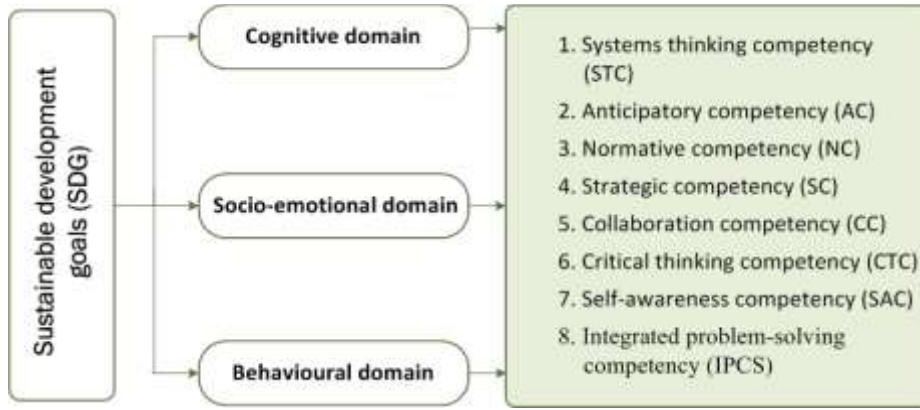 Sustainable development
goals (SDG)
Cognitive domain
Socio-emotional domain
Behavioural domain
1. Systems thinking competency
(STC)
2. Anticipatory competency (AC)
3. Normative competency (NC)
4. Strategic competency (SC)
5. Collaboration competency (CC)
6. Critical thinking competency (CTC)
7. Self-awareness competency (SAC)
8. Integrated problem-solving
competency (IPCS)